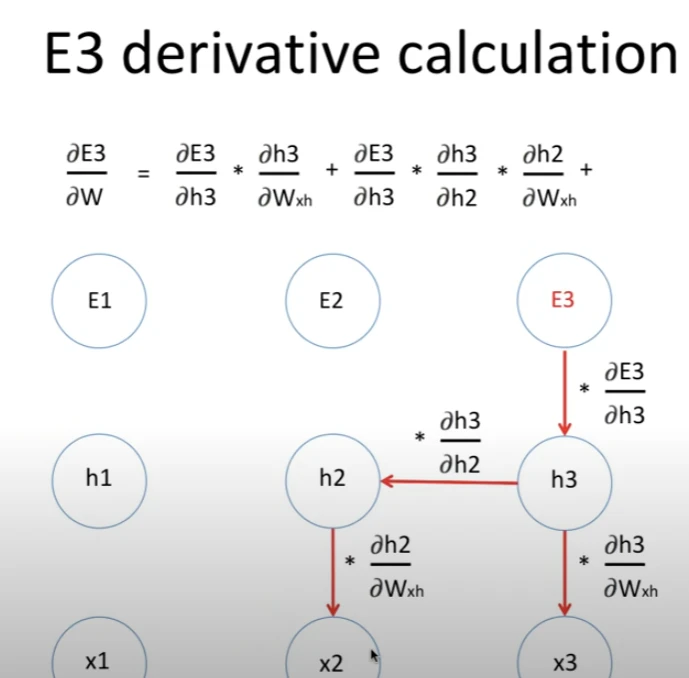 E3 derivative calculation
∂E3 ∂E3 ∂h3 ∂E3 ∂h3 ∂h2
= * + * * +
∂W ∂h3 ∂Wxh ∂h3 ∂h2 ∂Wxh
E1 E2 E3
* ∂E3
∂h3
* ∂h3
∂h2
h1 h2 h3
* ∂h2 * ∂h3
∂Wxh ∂Wxh
x1 x2 x3